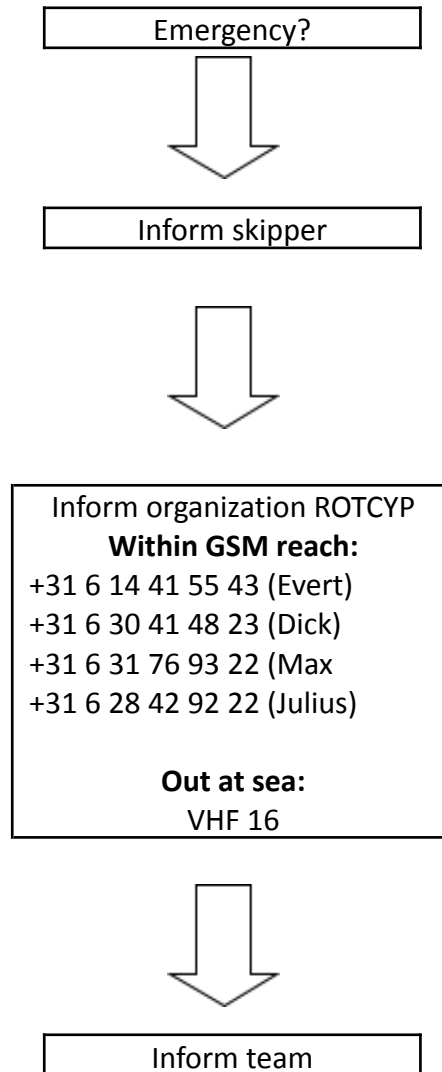 Emergency?
Inform skipper
Inform organization ROTCYP
Within GSM reach:
+31 6 14 41 55 43 (Evert)
+31 6 30 41 48 23 (Dick)
+31 6 31 76 93 22 (Max
+31 6 28 42 92 22 (Julius)
Out at sea:
VHF 16
Inform team